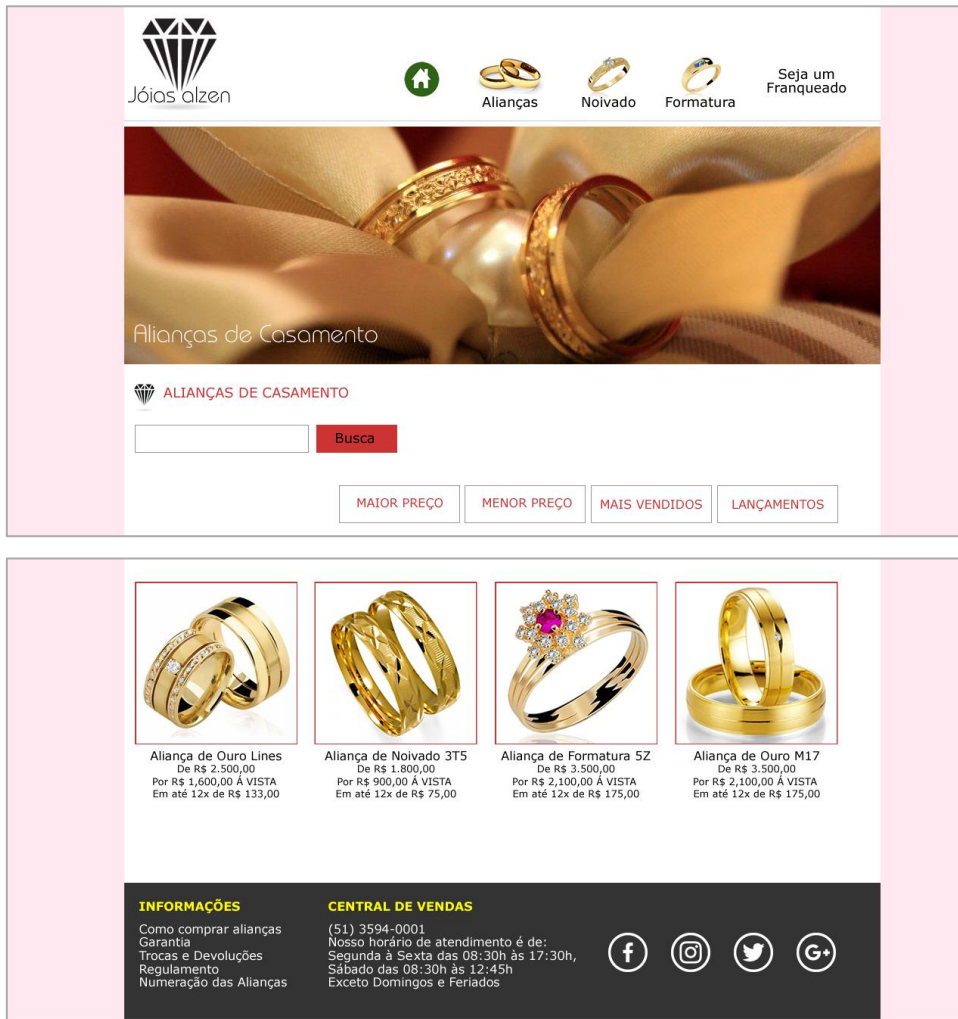 Jóias alzen
Alianças
Noivado
Formatura
Seja um
Franqueado
Alianças de Casamento
ALIANÇAS DE CASAMENTO
Busca
MAIOR PREÇO
MENOR PREÇO
MAIS VENDIDOS
LANÇAMENTOS
Aliança de Ouro Lines
De R$ 2.500,00
Por R$ 1,600,00 Á VISTA
Em até 12x de R$ 133,00
Aliança de Noivado 3T5
De R$ 1.800,00
Por R$ 900,00 Á VISTA
Em até 12x de R$ 75,00
Aliança de Formatura 5Z
De R$ 3.500,00
Por R$ 2,100,00 Á VISTA
Em até 12x de R$ 175,00
Aliança de Ouro M17
De R$ 3.500,00
Por R$ 2,100,00 Á VISTA
Em até 12x de R$ 175,00
INFORMAÇÕES
Como comprar alianças
Garantia
Trocas e Devoluções
Regulamento
Numeração das Alianças
CENTRAL DE VENDAS
(51) 3594-0001
Nosso horário de atendimento é de:
Segunda à Sexta das 08:30h às 17:30h,
Sábado das 08:30h às 12:45h
Exceto Domingos e Feriados
f
G+